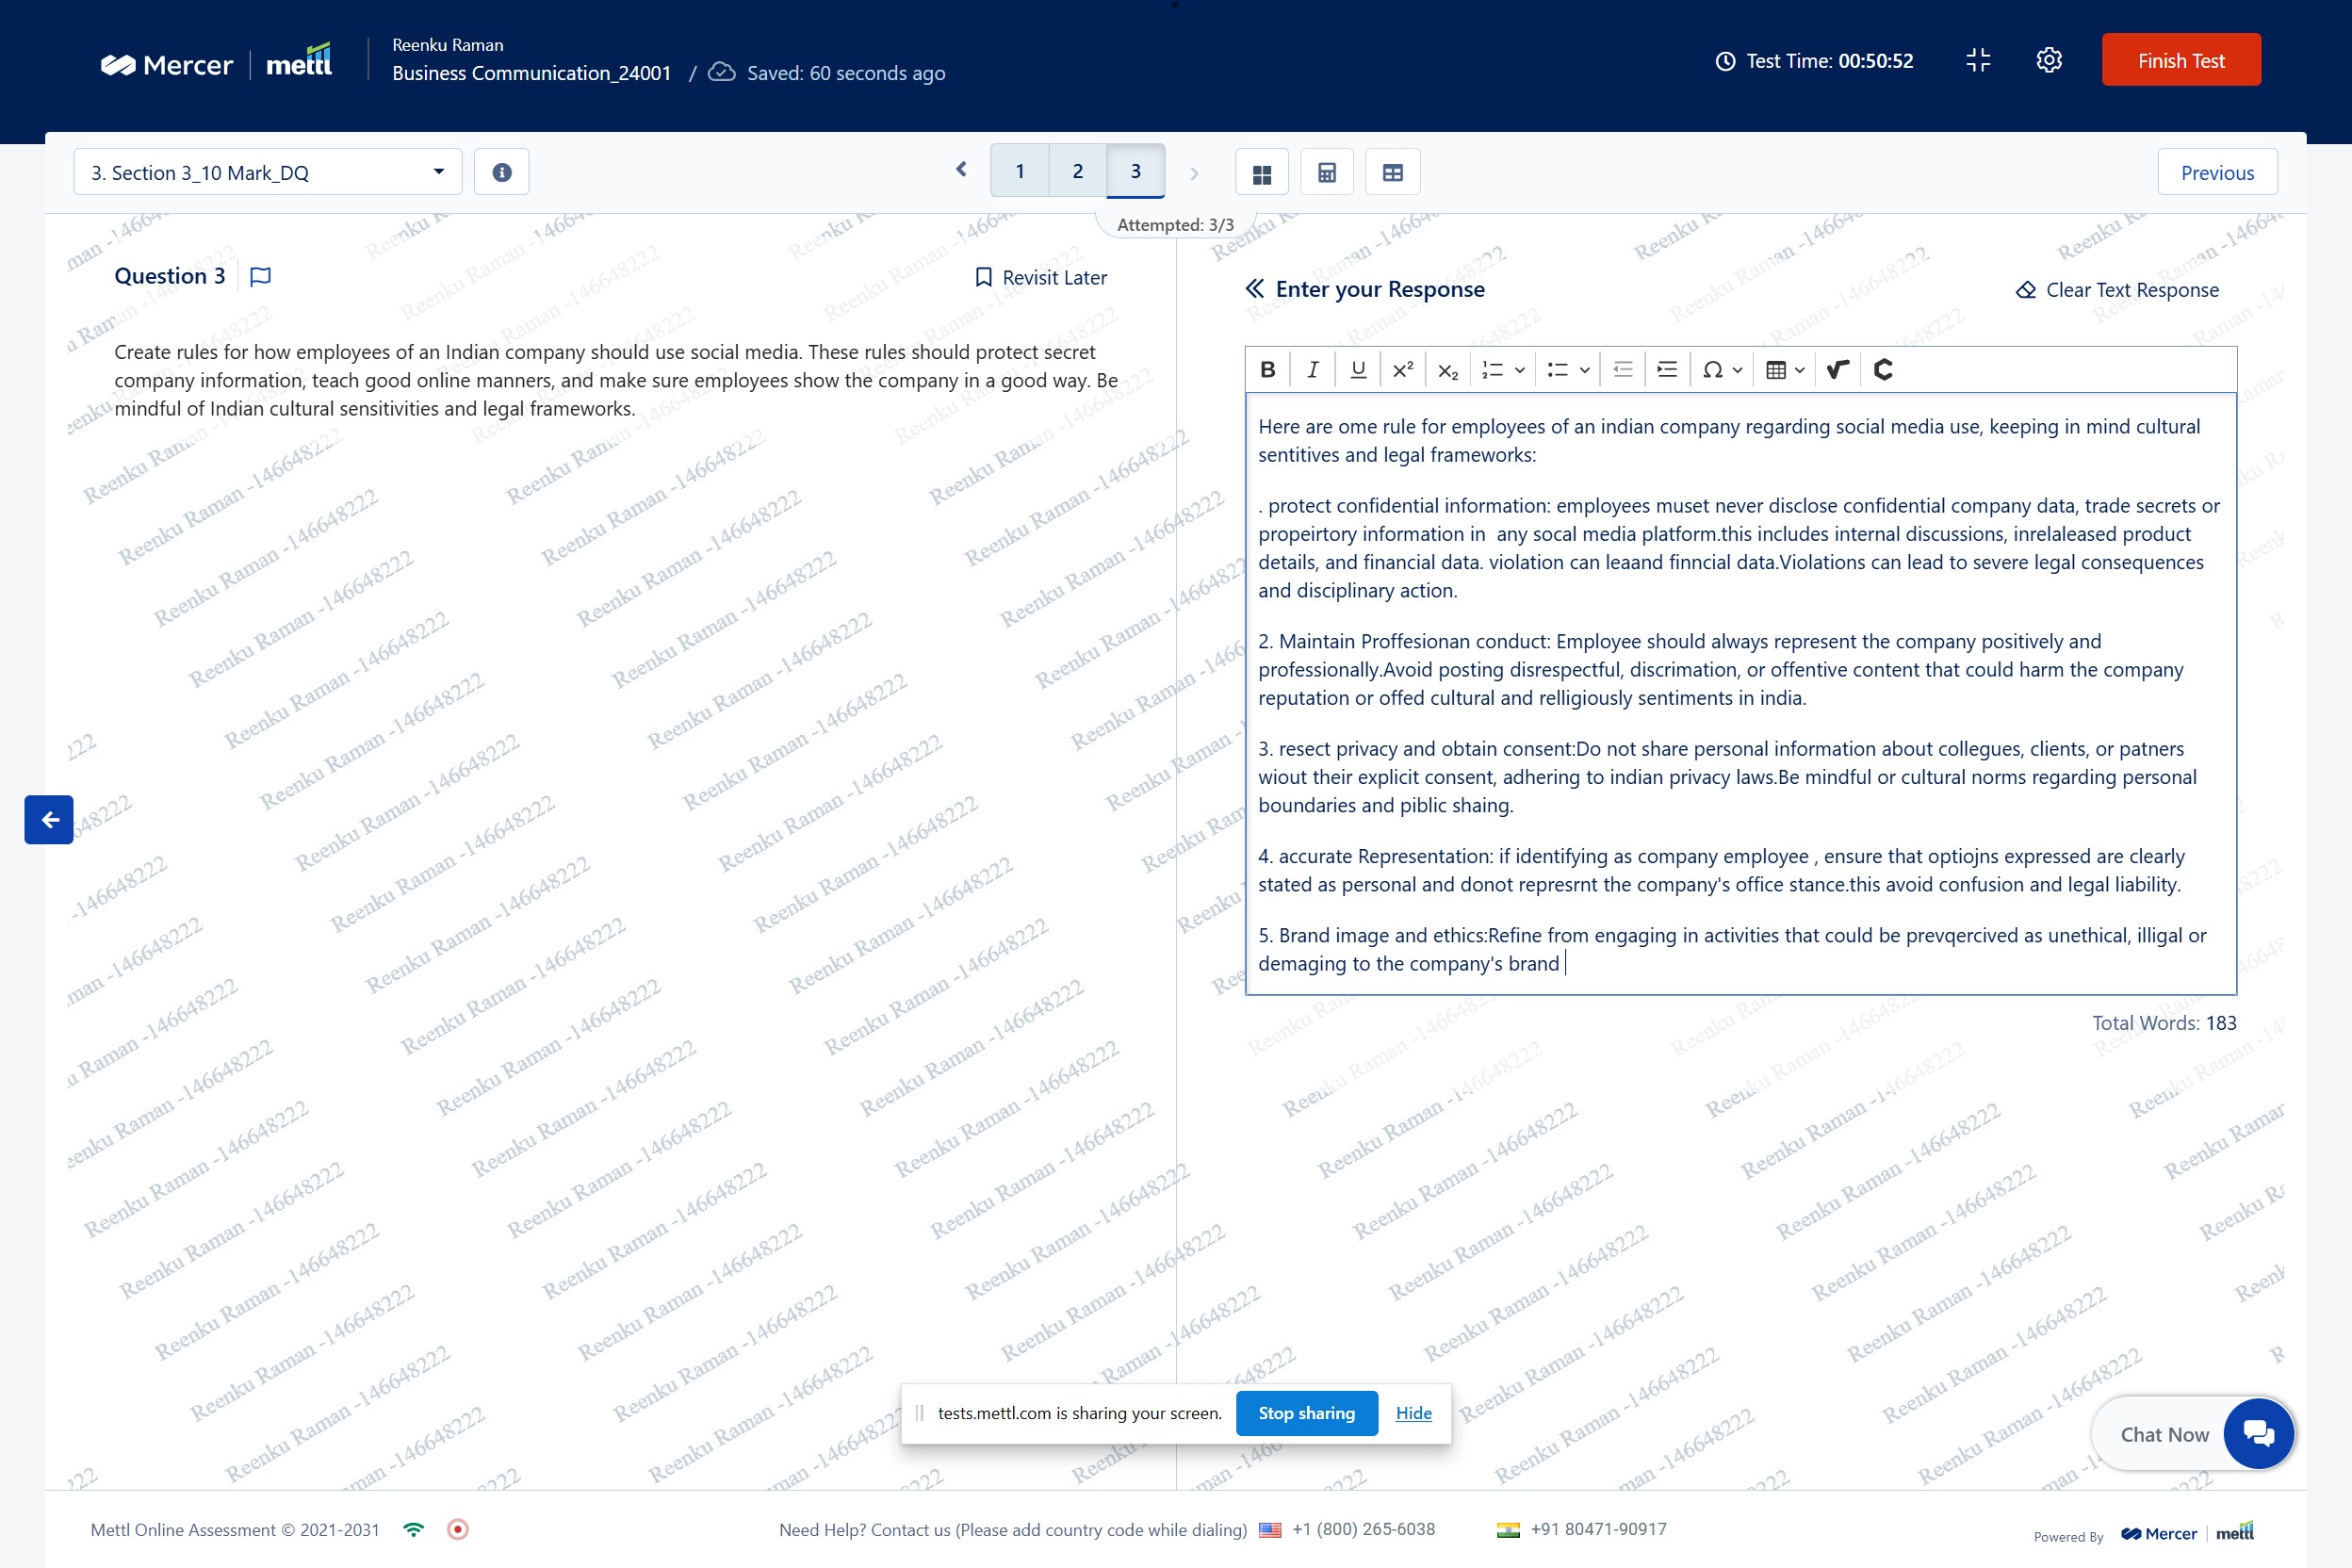 Mercer mettl
Reenku Raman
Business Communication_24001 / Saved: 60 seconds ago
Test Time: 00:50:52
Finish Test
3. Section 3_10 Mark_DQ
1 2 3
Previous
Attempted: 3/3
Question 3
Revisit Later
Create rules for how employees of an Indian company should use social media. These rules should protect secret
company information, teach good online manners, and make sure employees show the company in a good way. Be
mindful of Indian cultural sensitivities and legal frameworks.
Enter your Response
Clear Text Response
Here are ome rule for employees of an indian company regarding social media use, keeping in mind cultural
sentitives and legal frameworks:
. protect confidential information: employees muset never disclose confidential company data, trade secrets or
propeirtory information in any socal media platform.this includes internal discussions, inrelaleased product
details, and financial data. violation can leaand finncial data.Violations can lead to severe legal consequences
and disciplinary action.
2. Maintain Proffesionan conduct: Employee should always represent the company positively and
professionally.Avoid posting disrespectful, discrimation, or offentive content that could harm the company
reputation or offed cultural and relligiously sentiments in india.
3. resect privacy and obtain consent:Do not share personal information about collegues, clients, or patners
wiout their explicit consent, adhering to indian privacy laws.Be mindful or cultural norms regarding personal
boundaries and piblic shaing.
4. accurate Representation: if identifying as company employee , ensure that optiojns expressed are clearly
stated as personal and donot represrnt the company's office stance.this avoid confusion and legal liability.
5. Brand image and ethics:Refine from engaging in activities that could be prevqercived as unethical, illigal or
demaging to the company's brand
Total Words: 183
Reenku Raman -146648222
tests.mettl.com is sharing your screen.
Stop sharing
Hide
Chat Now
Mettl Online Assessment © 2021-2031
Need Help? Contact us (Please add country code while dialing) +1 (800) 265-6038 +91 80471-90917
Powered By Mercer mettl